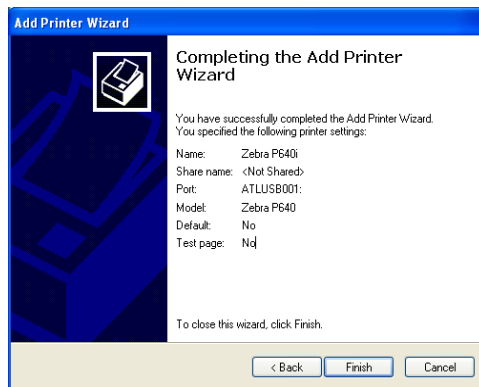 Add Printer Wizard
Completing the Add Printer
Wizard
You have successfully completed the Add Printer Wizard.
You specified the following printer settings:
Name: Zebra P640i
Share name: <Not Shared>
Port: ATLUSB001:
Model: Zebra P640
Default: No
Test page: No
To close this wizard, click Finish.
< Back Finish Cancel